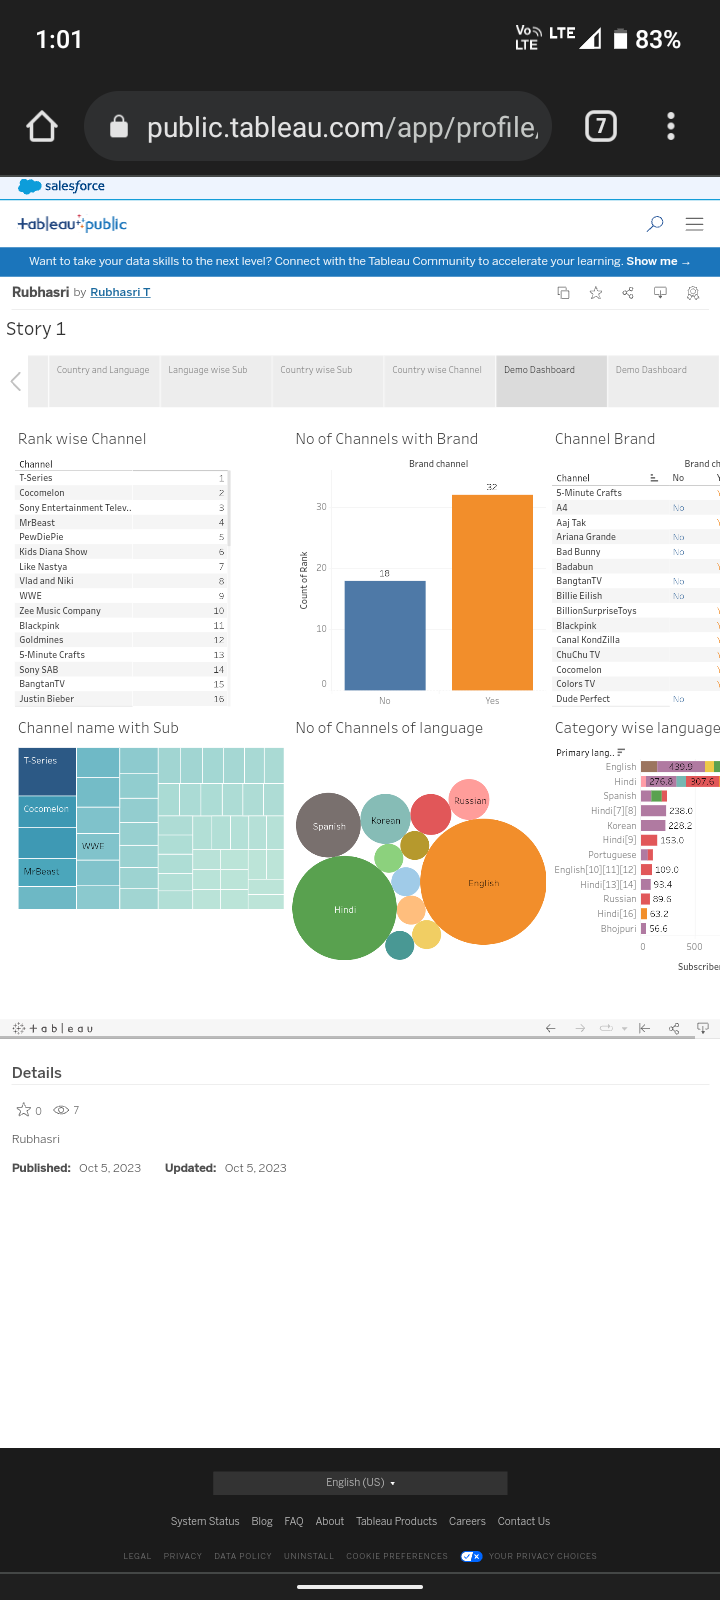 1:01
Vo LTE LTE 83%
public.tableau.com/app/profile/
7
salesforce
+ableau public
Want to take your data skills to the next level? Connect with the Tableau Community to accelerate your learning. Show me →
Rubhasri by Rubhasri T
Story 1
Country and Language Language wise Sub Country wise Sub Country wise Channel Demo Dashboard Demo Dashboard
Rank wise Channel
Channel
T-Series 1
Cocomelon 2
Sony Entertainment Telev.. 3
MrBeast 4
PewDiePie 5
Kids Diana Show 6
Like Nastya 7
Vlad and Niki 8
WWE 9
Zee Music Company 10
Blackpink 11
Goldmines 12
5-Minute Crafts 13
Sony SAB 14
BangtanTV 15
Justin Bieber 16
No of Channels with Brand
Brand channel
Count of Rank
30
20
10
0
18
32
No Yes
Channel Brand
Brand ch
Channel No Y
5-Minute Crafts Y
A4 No
Aaj Tak Y
Ariana Grande No
Bad Bunny No
Badabun Y
BangtanTV No
Billie Eilish No
BillionSurpriseToys Y
Blackpink Y
Canal KondZilla Y
ChuChu TV Y
Cocomelon Y
Colors TV Y
Dude Perfect No
Channel name with Sub
T-Series
Cocomelon
WWE
MrBeast
No of Channels of language
Russian
Korean
Spanish
English
Hindi
Category wise language
Primary lang..
English 439.9
Hindi 276.8 307.6
Spanish
Hindi[7][8] 238.0
Korean 228.2
Hindi[9] 153.0
Portuguese
English[10][11][12] 109.0
Hindi[13][14] 93.4
Russian 89.6
Hindi[16] 63.2
Bhojpuri 56.6
0 500
Subscriber
+ a b | e a u
Details
0 7
Rubhasri
Published: Oct 5, 2023 Updated: Oct 5, 2023
English (US)
System Status Blog FAQ About Tableau Products Careers Contact Us
LEGAL PRIVACY DATA POLICY UNINSTALL COOKIE PREFERENCES YOUR PRIVACY CHOICES